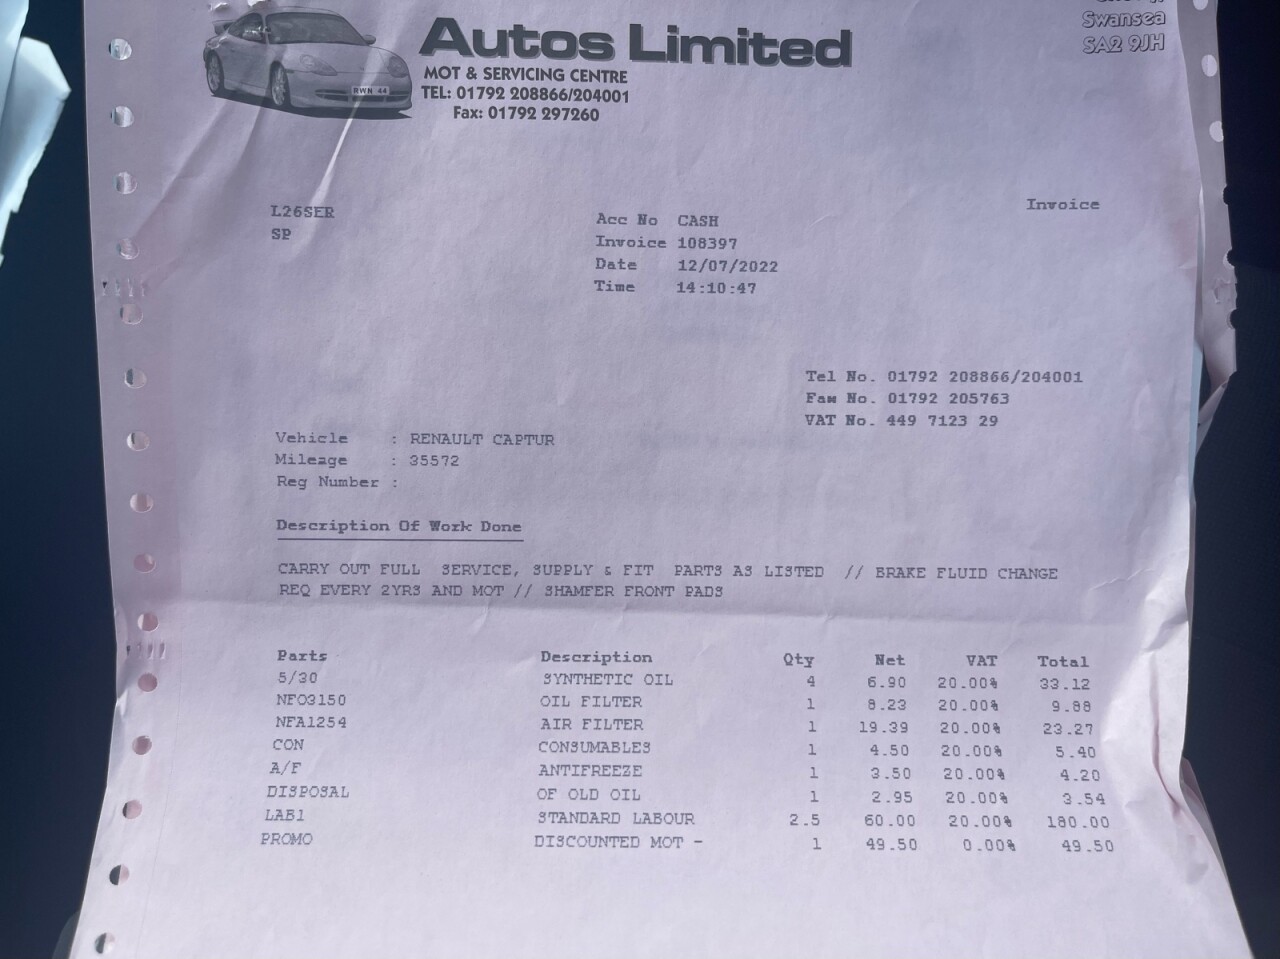 Autos Limited
MOT & SERVICING CENTRE
TEL: 01792 208866/204001
Fax: 01792 297260
Swansea
SA2 9JH
RWN 44
L26SER
SP
Invoice
Acc No CASH
Invoice 108397
Date 12/07/2022
Time 14:10:47
Tel No. 01792 208866/204001
Fax No. 01792 205763
VAT No. 449 7123 29
Vehicle : RENAULT CAPTUR
Mileage : 35572
Reg Number :
Description Of Work Done
CARRY OUT FULL SERVICE, SUPPLY & FIT PARTS AS LISTED // BRAKE FLUID CHANGE
REQ EVERY 2YRS AND MOT // SHAMFER FRONT PADS
Parts Description Qty Net VAT Total
5/30 SYNTHETIC OIL 4 6.90 20.00% 33.12
NFO3150 OIL FILTER 1 8.23 20.00% 9.88
NFA1254 AIR FILTER 1 19.39 20.00% 23.27
CON CONSUMABLES 1 4.50 20.00% 5.40
A/F ANTIFREEZE 1 3.50 20.00% 4.20
DISPOSAL OF OLD OIL 1 2.95 20.00% 3.54
LAB1 STANDARD LABOUR 2.5 60.00 20.00% 180.00
PROMO DISCOUNTED MOT - 1 49.50 0.00% 49.50